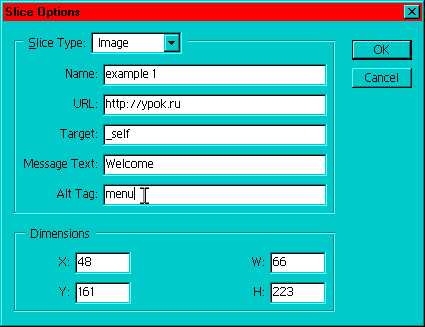 Slice Options
Slice Type: Image
OK
Name: example 1
Cancel
URL: http://ypok.ru
Target: _self
Message Text: Welcome
Alt Tag: menu
Dimensions
X: 48 W: 66
Y: 161 H: 223